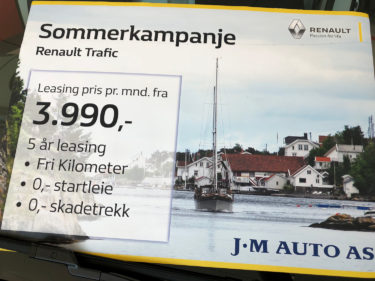 Sommerkampanje
Renault Trafic
RENAULT
Passion for life
Leasing pris pr. mnd. fra
3.990,-
5 år leasing
• Fri Kilometer
• 0,- startleie
• 0,- skadetrekk
J·M AUTO AS